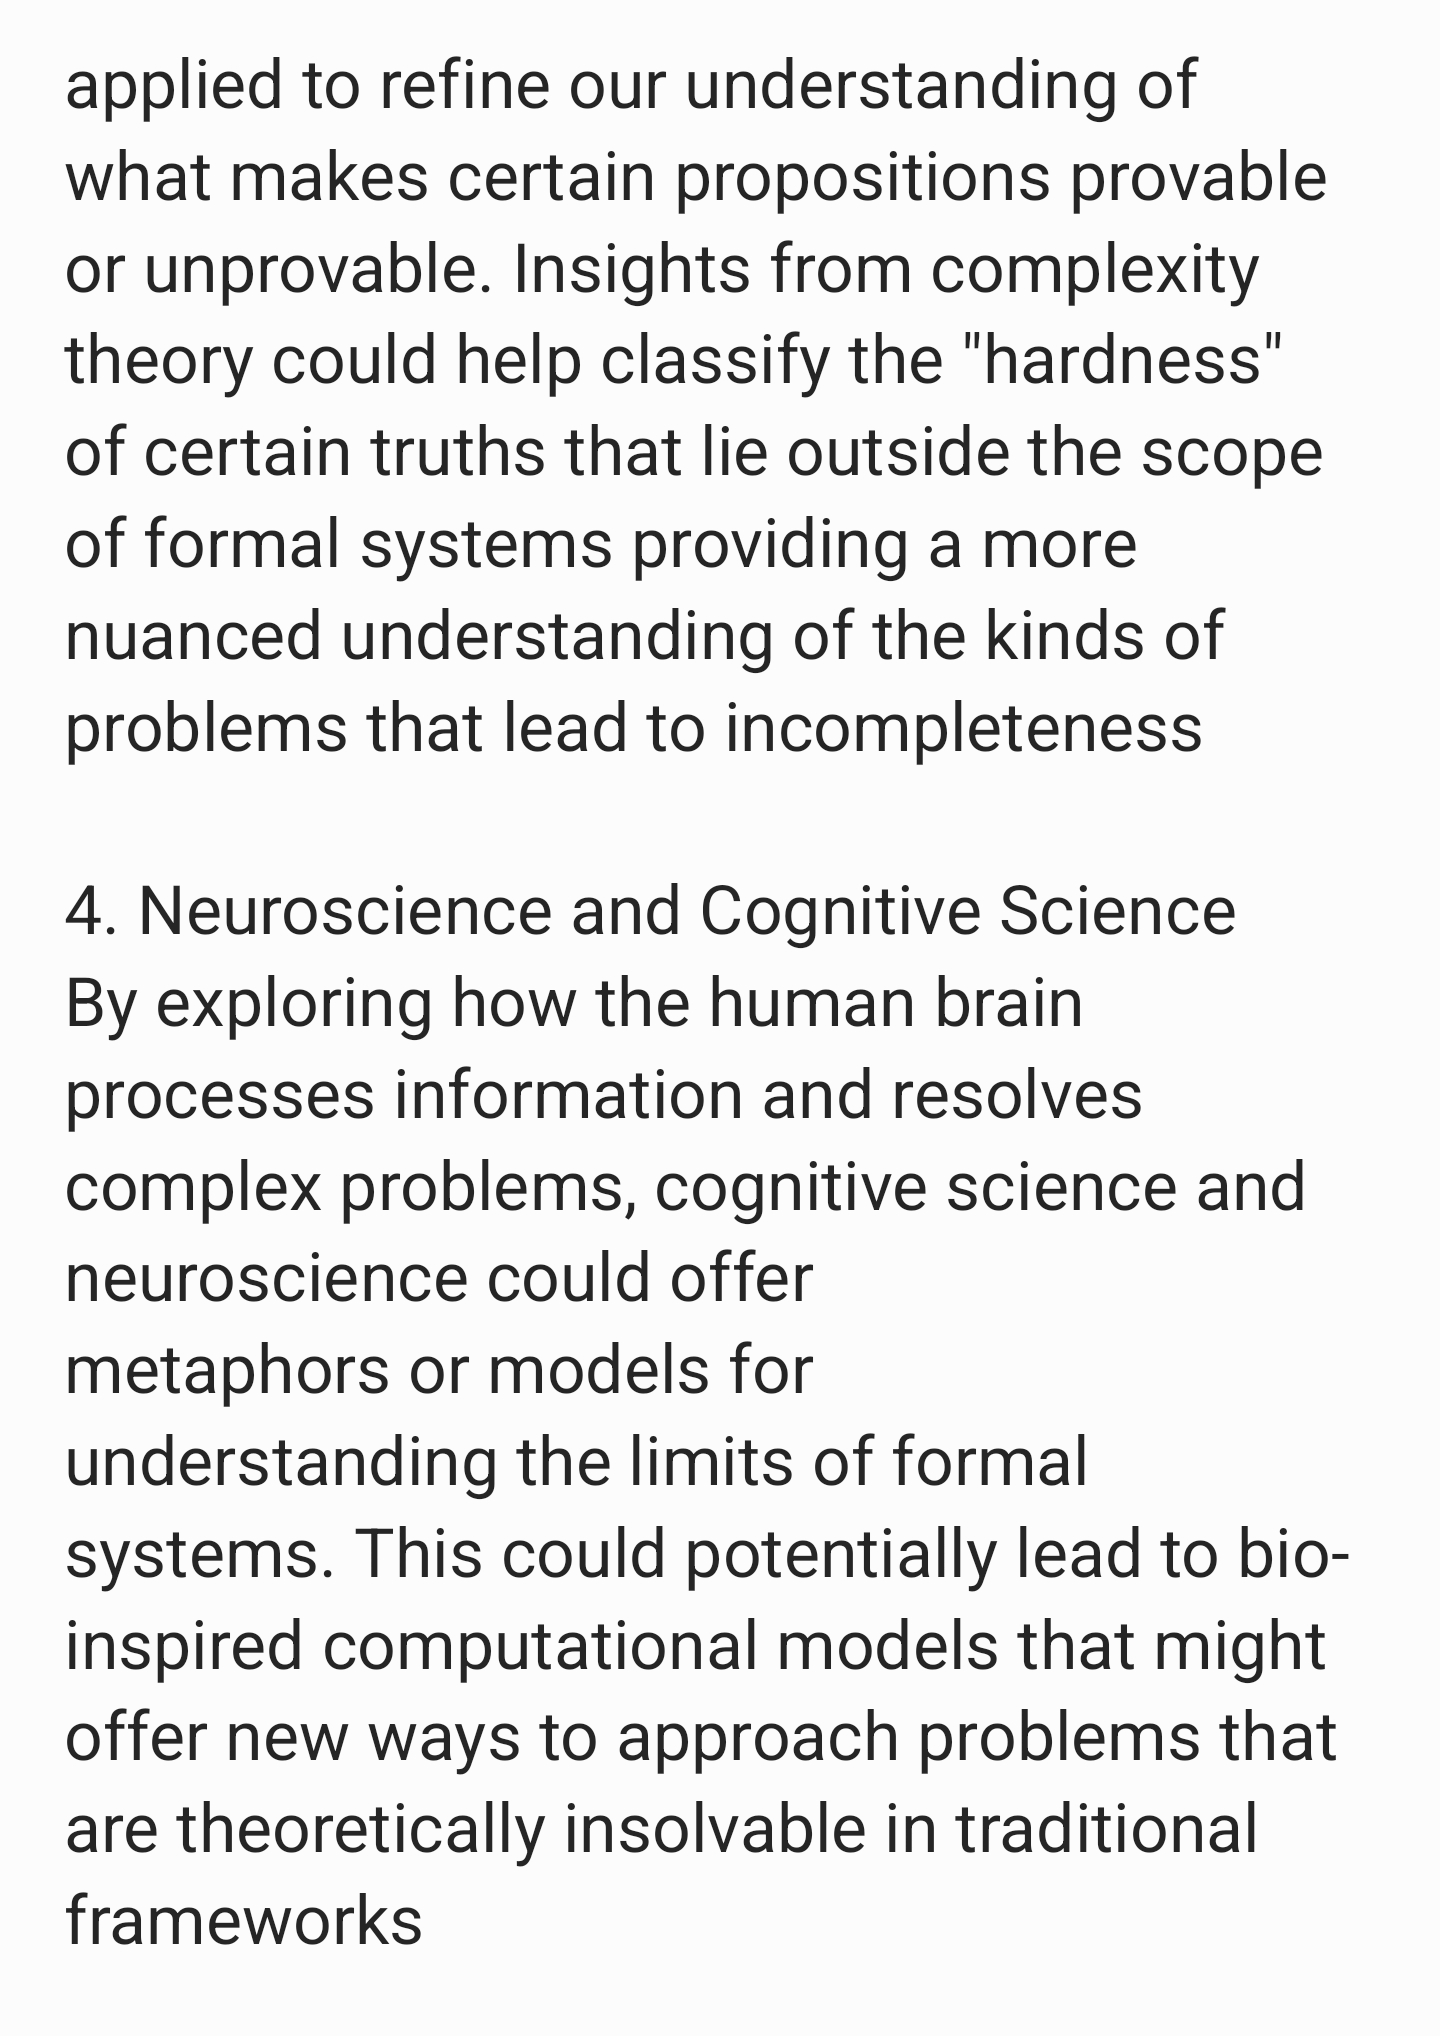 applied to refine our understanding of
what makes certain propositions provable
or unprovable. Insights from complexity
theory could help classify the "hardness"
of certain truths that lie outside the scope
of formal systems providing a more
nuanced understanding of the kinds of
problems that lead to incompleteness

4. Neuroscience and Cognitive Science
By exploring how the human brain
processes information and resolves
complex problems, cognitive science and
neuroscience could offer
metaphors or models for
understanding the limits of formal
systems. This could potentially lead to bio-
inspired computational models that might
offer new ways to approach problems that
are theoretically insolvable in traditional
frameworks